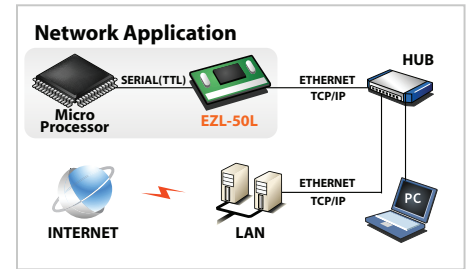 Network Application
HUB
SERIAL(TTL)
ETHERNET
TCP/IP
Micro
Processor
EZL-50L
ETHERNET
TCP/IP
PC
INTERNET
LAN